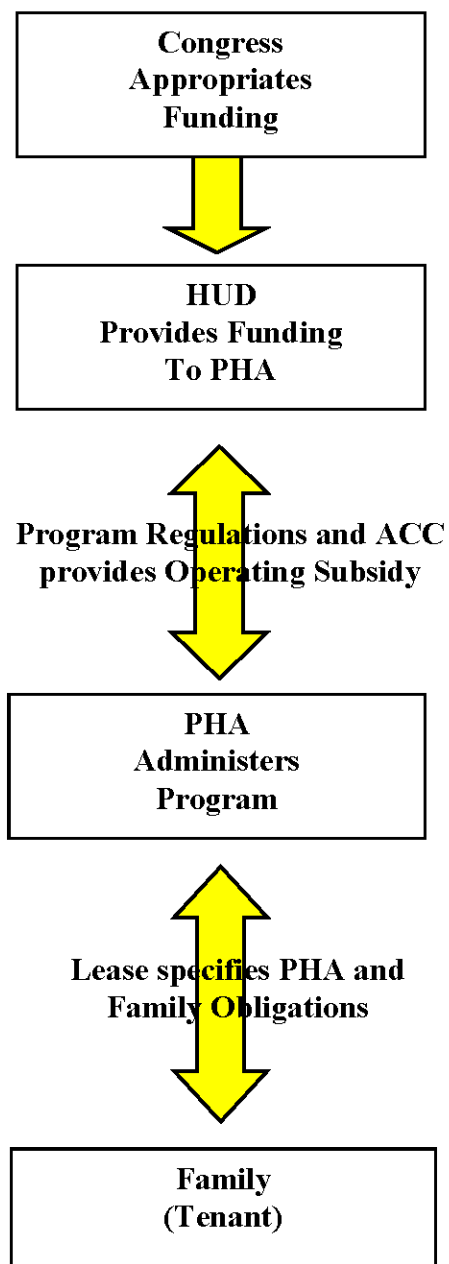 Congress
Appropriates
Funding
HUD
Provides Funding
To PHA
Program Regulations and ACC
provides Operating Subsidy
PHA
Administers
Program
Lease specifies PHA and
Family Obligations
Family
(Tenant)